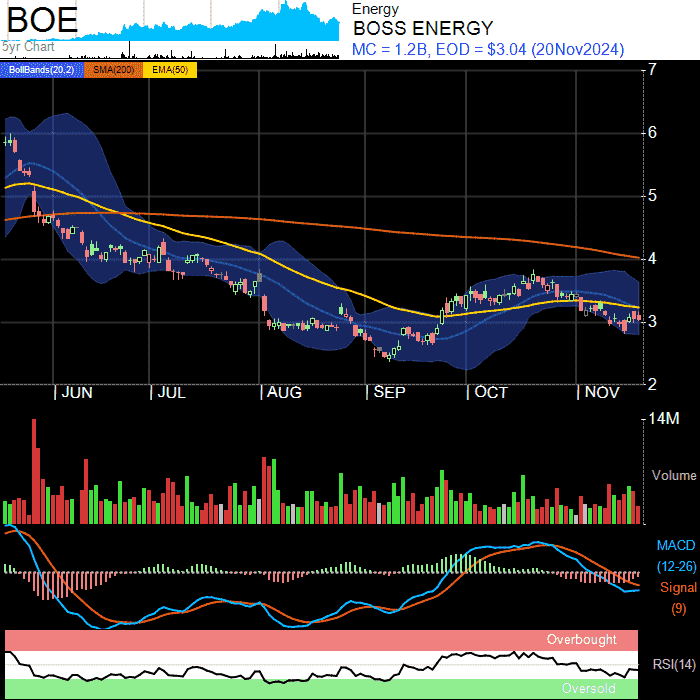 BOE
5yr Chart
Energy
BOSS ENERGY
MC = 1.2B, EOD = $3.04 (20Nov2024)
BollBands(20,2) SMA(200) EMA(50)
7
6
5
4
3
2
JUN JUL AUG SEP OCT NOV
14M
Volume
MACD
(12-26)
Signal
(9)
Overbought
RSI(14)
Oversold